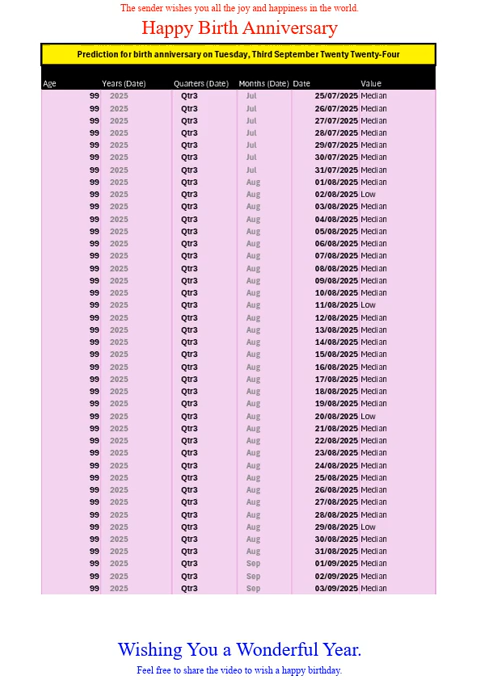 The sender wishes you all the joy and happiness in the world.
Happy Birth Anniversary
Prediction for birth anniversary on Tuesday, Third September Twenty Twenty-Four
Age Years (Date) Quarters (Date) Months (Date) Date Value
99 2025 Qtr3 Jul 25/07/2025 Median
99 2025 Qtr3 Jul 26/07/2025 Median
99 2025 Qtr3 Jul 27/07/2025 Median
99 2025 Qtr3 Jul 28/07/2025 Median
99 2025 Qtr3 Jul 29/07/2025 Median
99 2025 Qtr3 Jul 30/07/2025 Median
99 2025 Qtr3 Jul 31/07/2025 Median
99 2025 Qtr3 Aug 01/08/2025 Median
99 2025 Qtr3 Aug 02/08/2025 Low
99 2025 Qtr3 Aug 03/08/2025 Median
99 2025 Qtr3 Aug 04/08/2025 Median
99 2025 Qtr3 Aug 05/08/2025 Median
99 2025 Qtr3 Aug 06/08/2025 Median
99 2025 Qtr3 Aug 07/08/2025 Median
99 2025 Qtr3 Aug 08/08/2025 Median
99 2025 Qtr3 Aug 09/08/2025 Median
99 2025 Qtr3 Aug 10/08/2025 Median
99 2025 Qtr3 Aug 11/08/2025 Low
99 2025 Qtr3 Aug 12/08/2025 Median
99 2025 Qtr3 Aug 13/08/2025 Median
99 2025 Qtr3 Aug 14/08/2025 Median
99 2025 Qtr3 Aug 15/08/2025 Median
99 2025 Qtr3 Aug 16/08/2025 Median
99 2025 Qtr3 Aug 17/08/2025 Median
99 2025 Qtr3 Aug 18/08/2025 Median
99 2025 Qtr3 Aug 19/08/2025 Median
99 2025 Qtr3 Aug 20/08/2025 Low
99 2025 Qtr3 Aug 21/08/2025 Median
99 2025 Qtr3 Aug 22/08/2025 Median
99 2025 Qtr3 Aug 23/08/2025 Median
99 2025 Qtr3 Aug 24/08/2025 Median
99 2025 Qtr3 Aug 25/08/2025 Median
99 2025 Qtr3 Aug 26/08/2025 Median
99 2025 Qtr3 Aug 27/08/2025 Median
99 2025 Qtr3 Aug 28/08/2025 Median
99 2025 Qtr3 Aug 29/08/2025 Low
99 2025 Qtr3 Aug 30/08/2025 Median
99 2025 Qtr3 Aug 31/08/2025 Median
99 2025 Qtr3 Sep 01/09/2025 Median
99 2025 Qtr3 Sep 02/09/2025 Median
99 2025 Qtr3 Sep 03/09/2025 Median
Wishing You a Wonderful Year.
Feel free to share the video to wish a happy birthday.